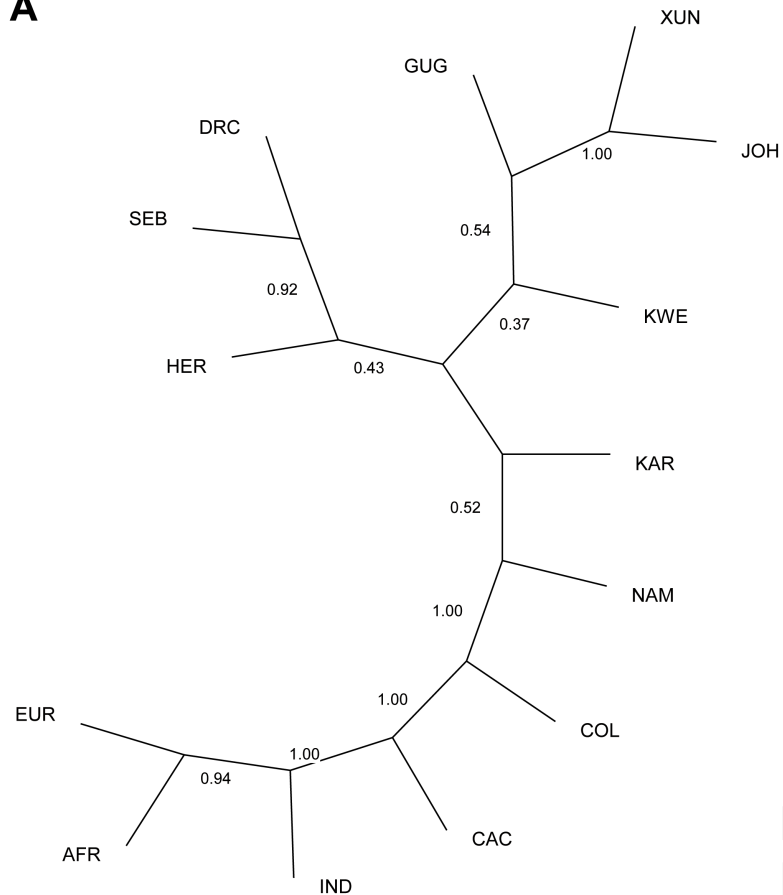 A
XUN
GUG
DRC
JOH
1.00
SEB
0.54
0.92
KWE
0.37
HER
0.43
KAR
0.52
NAM
1.00
1.00
EUR
COL
1.00
0.94
CAC
AFR
IND